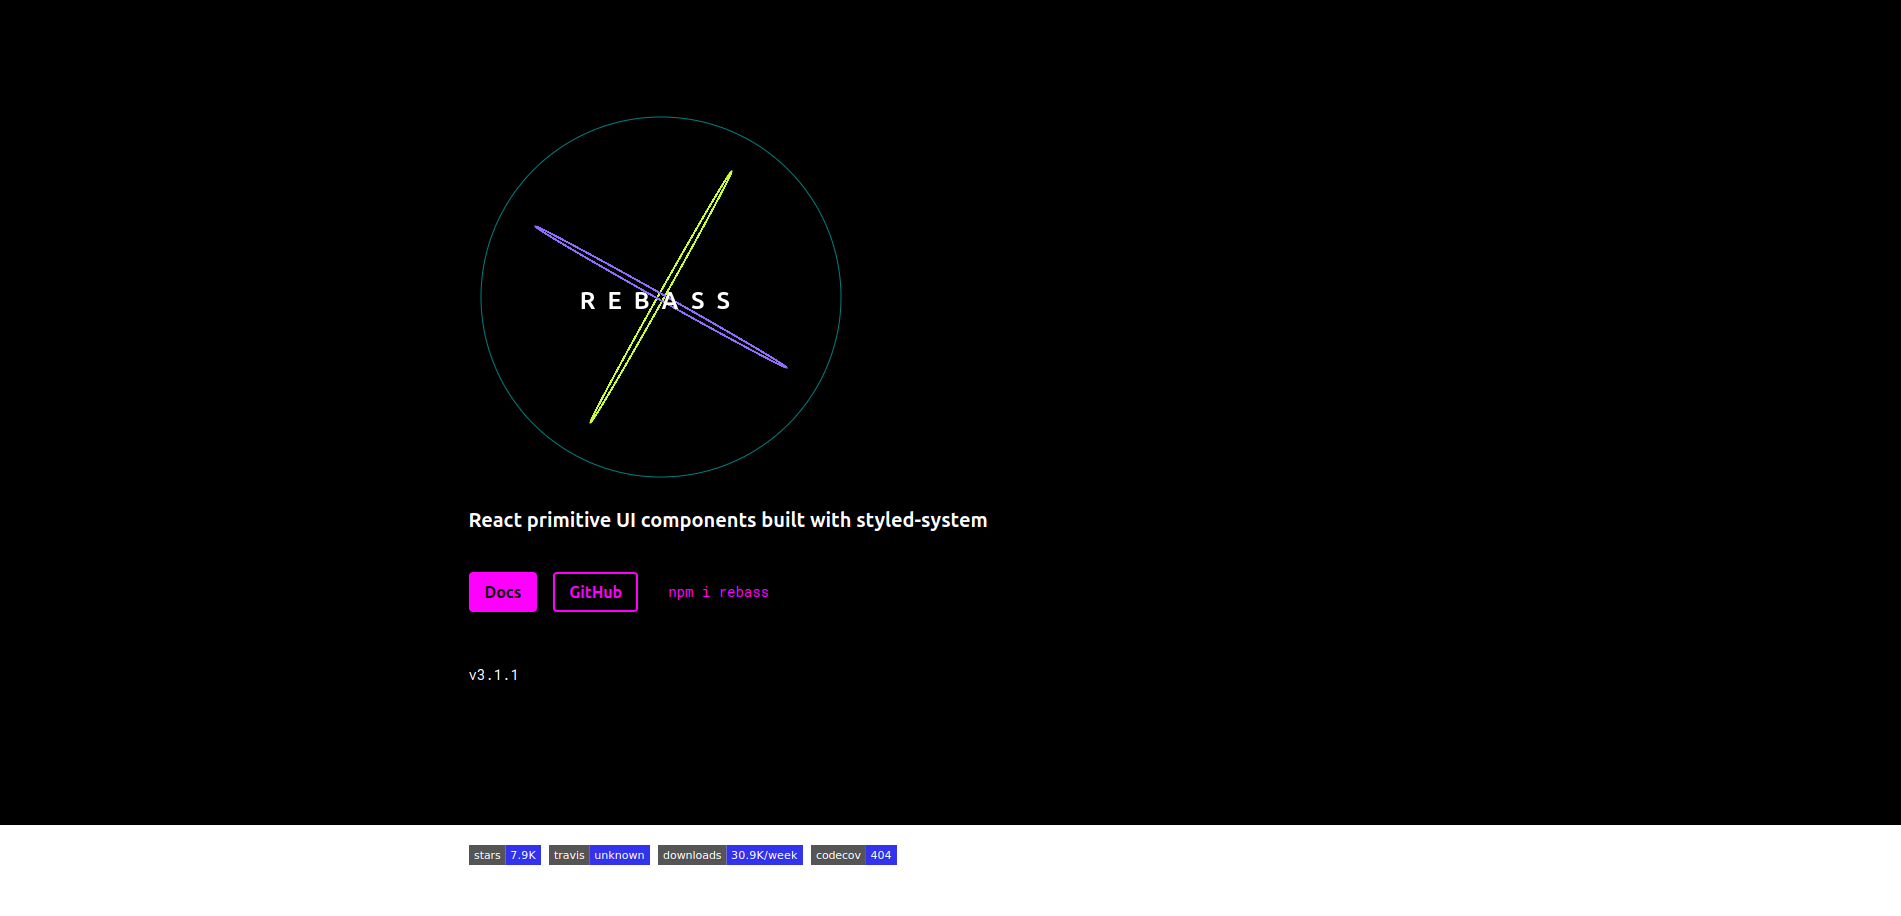 REBASS
React primitive UI components built with styled-system
Docs GitHub npm i rebass
v3.1.1
stars 7.9K travis unknown downloads 30.9K/week codecov 404